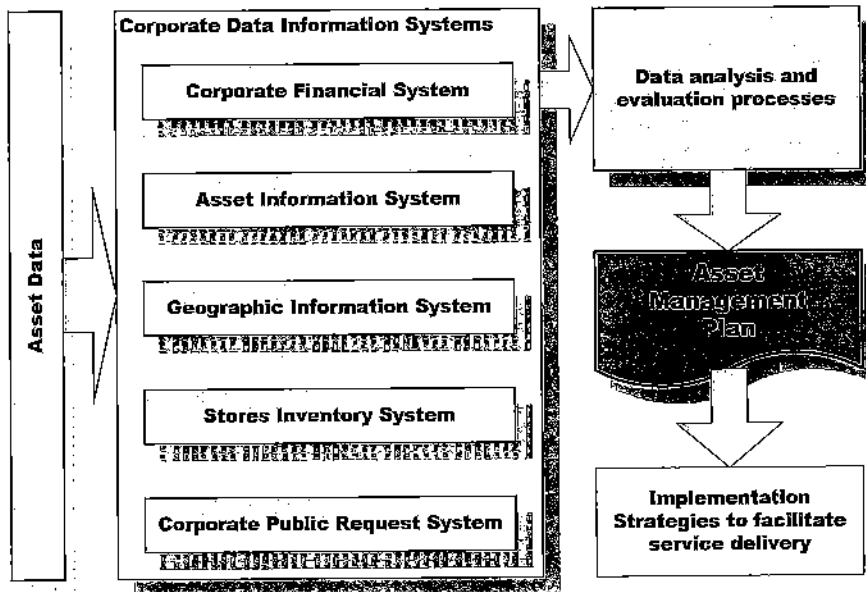 Asset Data
Corporate Data Information Systems
Corporate Financial System
Asset Information System
Geographic Information System
Stores Inventory System
Corporate Public Request System
Data analysis and
evaluation processes
Asset
Management
Plan
Implementation
Strategies to facilitate
service delivery